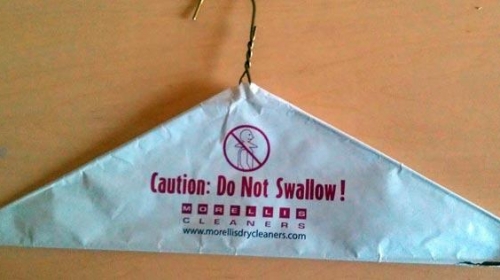 Caution: Do Not Swallow!
MORELLIS
CLEANERS
www.morellisdrycleaners.com